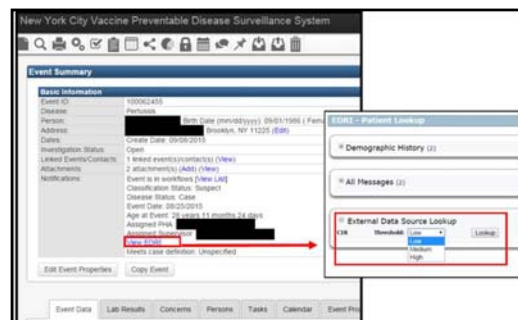 New York City Vaccine Preventable Disease Surveillance System
Event Summary
Basic Information
Event ID: 100062455
Disease: Pertussis
Person: Birth Date (mm/dd/yyyy): 09/01/1986 ( Fema
Address: Brooklyn, NY 11225 (Edit)
Dates: Create Date: 09/08/2015
Investigation Status: Open
Linked Events/Contacts: 1 linked event(s)/contact(s) (View)
Attachments: 2 attachment(s) (Add) (View)
Notifications: Event is in workflows [View List]
Classification Status: Suspect
Disease Status: Case
Event Date: 08/25/2015
Age at Event: 28 years 11 months 24 days
Assigned PHA:
Assigned Supervisor:
View EDRI
Meets case definition: Unspecified
Edit Event Properties Copy Event
Event Data Lab Results Concerns Persons Tasks Calendar Event Pro
EDRI - Patient Lookup
Demographic History (2)
All Messages (2)
External Data Source Lookup
CIR Threshold: Low Lookup
Low
Medium
High